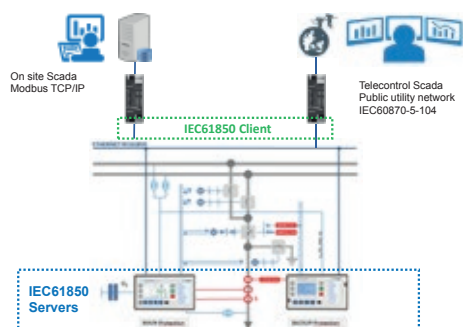 On site Scada
Modbus TCP/IP
Telecontrol Scada
Public utility network
IEC60870-5-104
IEC61850 Client
IEC61850
Servers